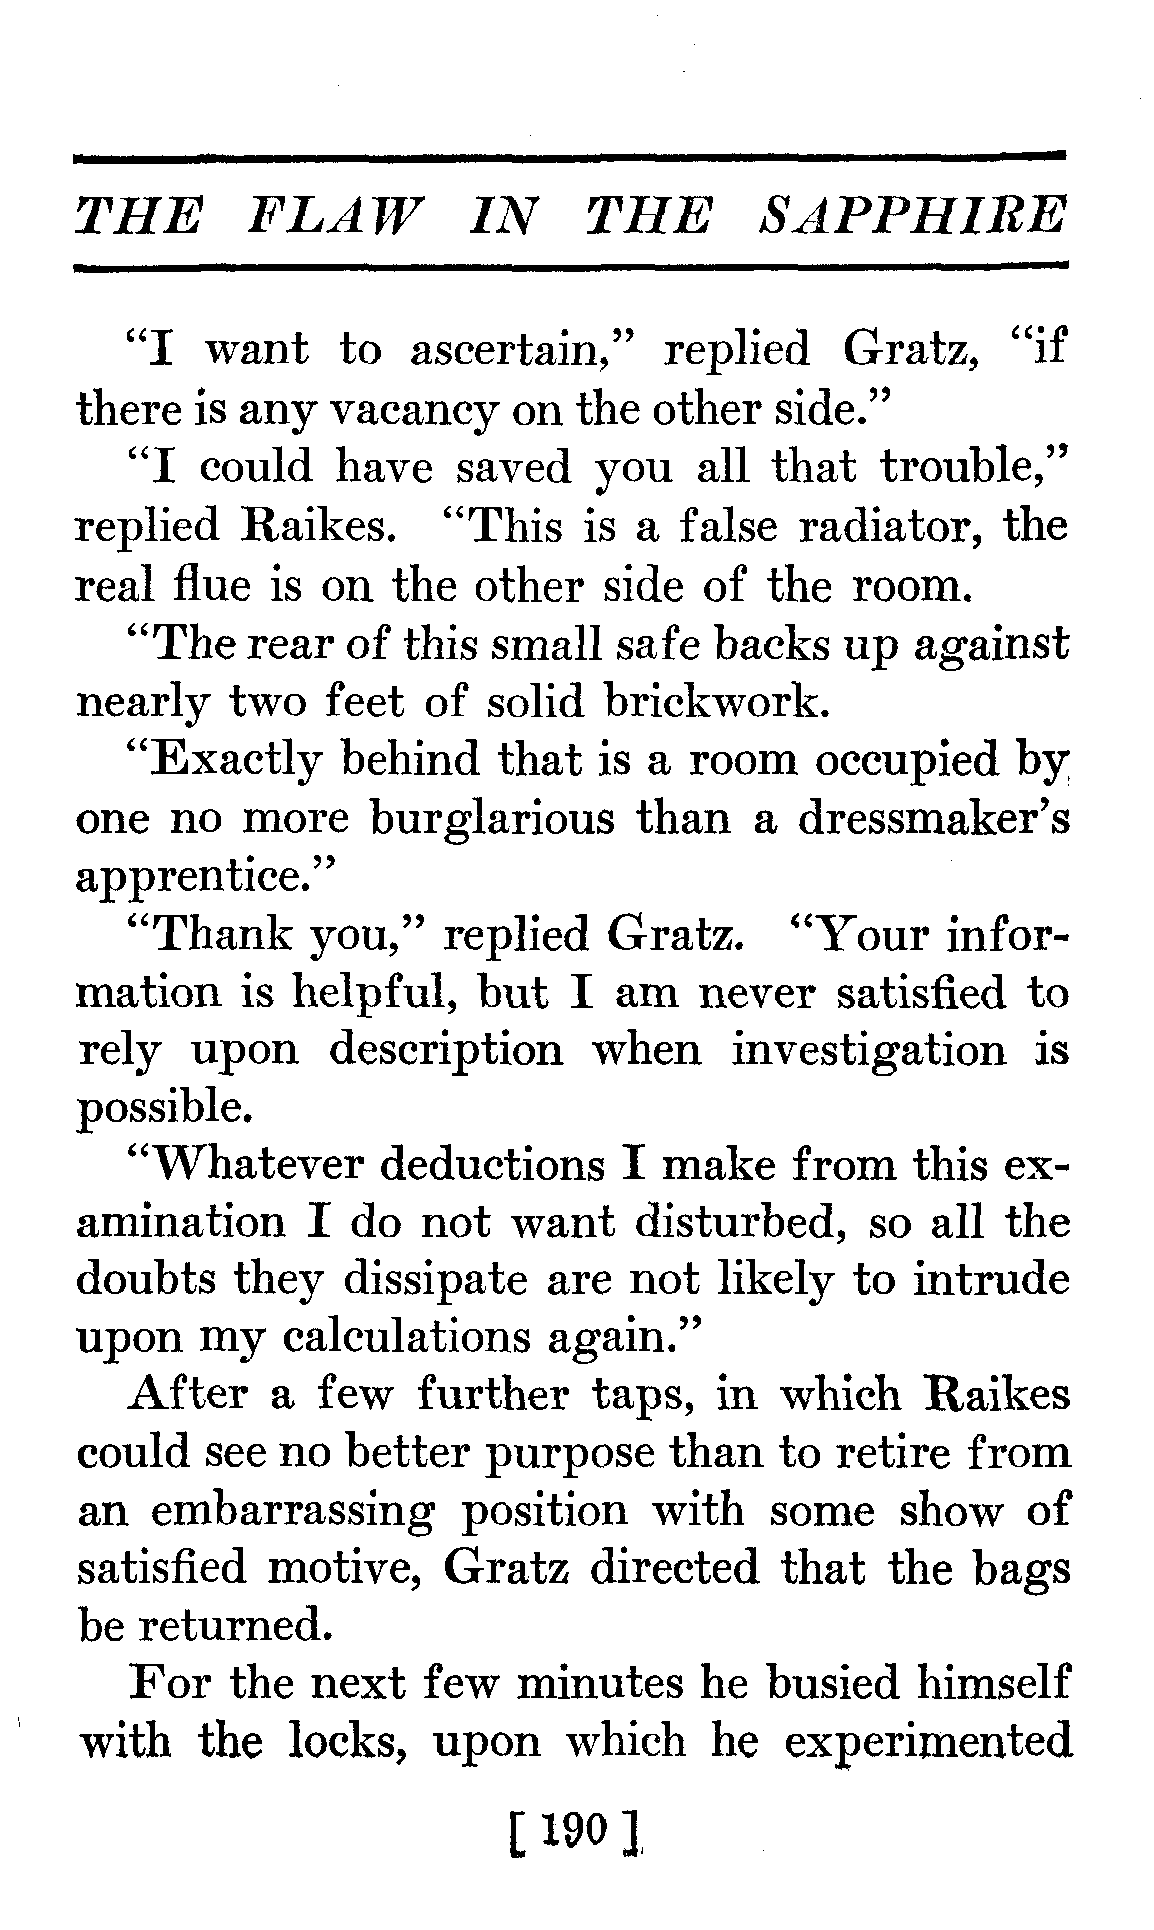 THE FLAW IN THE SAPPHIRE
“I want to ascertain,” replied Gratz, “if
there is any vacancy on the other side.”
“I could have saved you all that trouble,”
replied Raikes. “This is a false radiator, the
real flue is on the other side of the room.
“The rear of this small safe backs up against
nearly two feet of solid brickwork.
“Exactly behind that is a room occupied by
one no more burglarious than a dressmaker’s
apprentice.”
“Thank you,” replied Gratz. “Your infor-
mation is helpful, but I am never satisfied to
rely upon description when investigation is
possible.
“Whatever deductions I make from this ex-
amination I do not want disturbed, so all the
doubts they dissipate are not likely to intrude
upon my calculations again.”
After a few further taps, in which Raikes
could see no better purpose than to retire from
an embarrassing position with some show of
satisfied motive, Gratz directed that the bags
be returned.
For the next few minutes he busied himself
with the locks, upon which he experimented
[ 190 ]